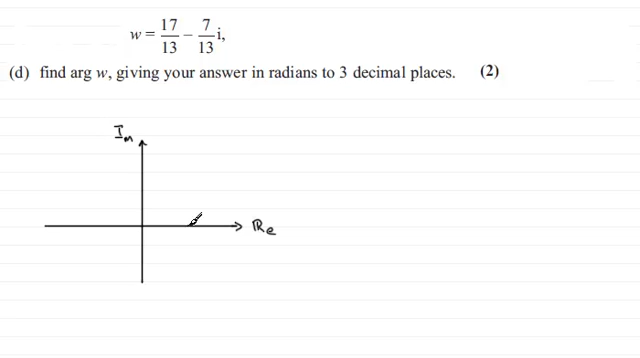 w = 17/13 − 7/13 i,
(d) find arg w, giving your answer in radians to 3 decimal places. (2)
Im
Re